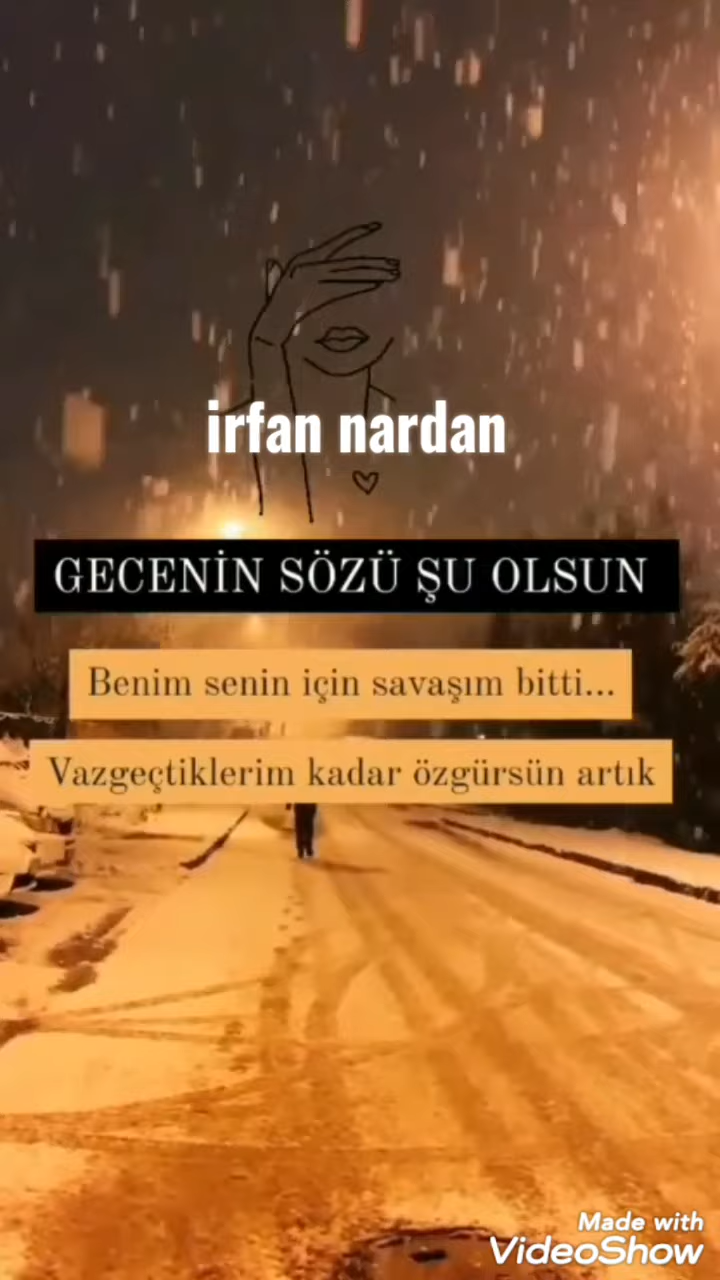 irfan nardan
GECENİN SÖZÜ ŞU OLSUN
Benim senin için savaşım bitti...
Vazgeçtiklerim kadar özgürsün artık
Made with
VideoShow